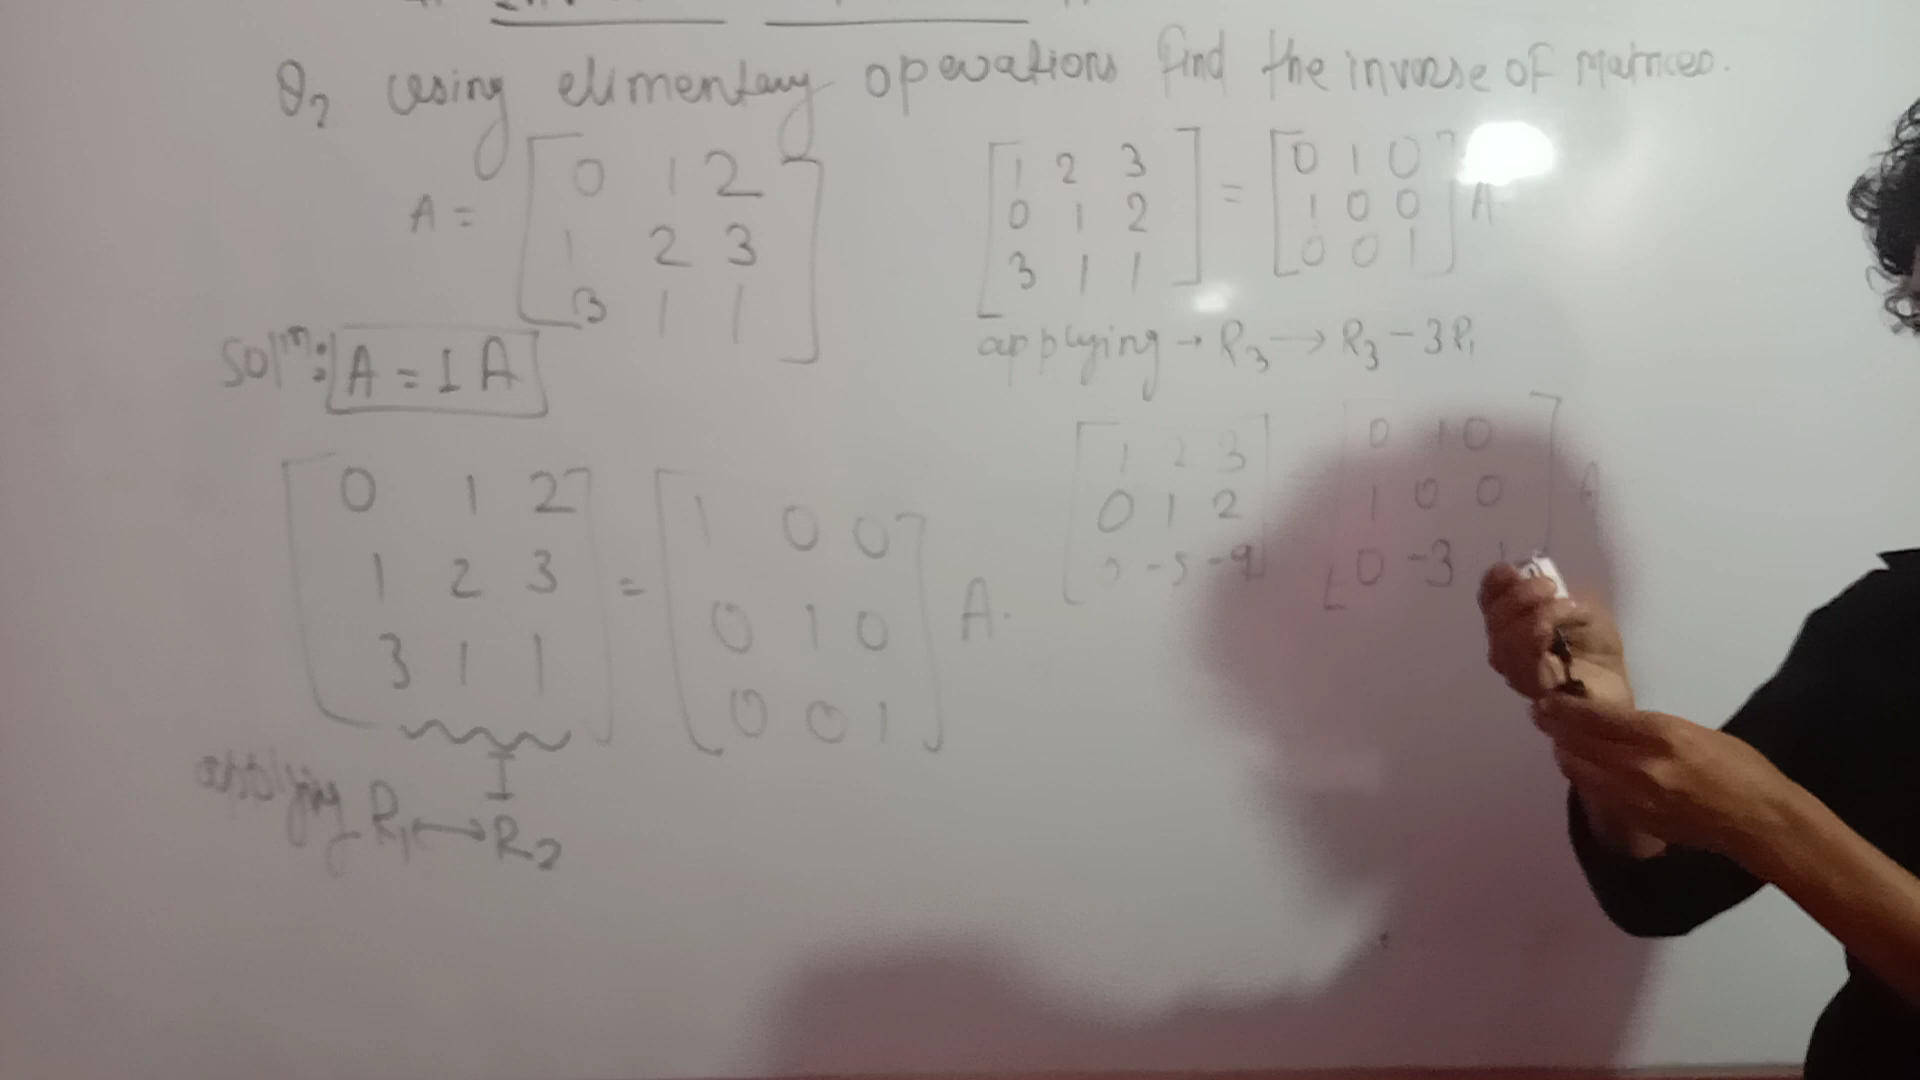 Q2 using elimentary operations find the inverse of Matrices.
A = [0 1 2
1 2 3
3 1 1]
Solⁿ: A = I A
[0 1 2
1 2 3
3 1 1] = [1 0 0
0 1 0
0 0 1] A.
I
applying R1 → R2
[1 2 3
0 1 2
3 1 1] = [0 1 0
1 0 0
0 0 1] A
applying → R3 → R3 - 3R1
[1 2 3
0 1 2
0 -5 -9] [0 1 0
1 0 0
0 -3 1] A